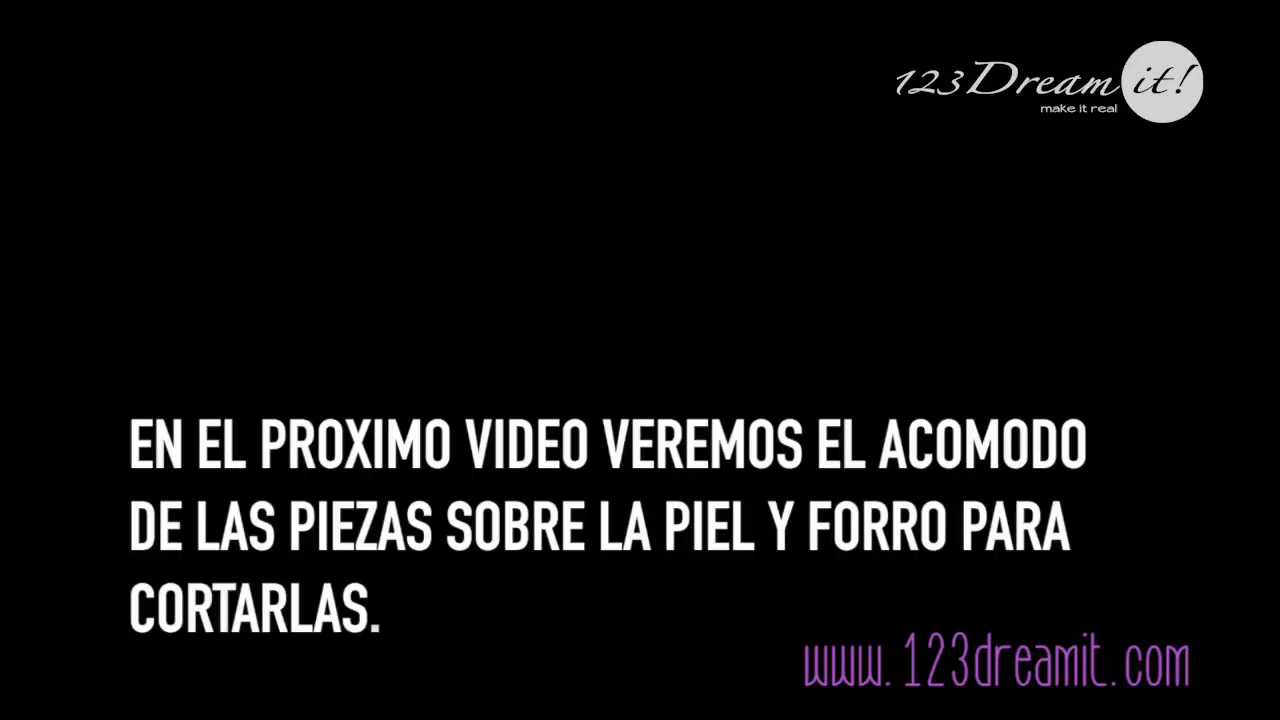 123Dream it!
make it real
EN EL PROXIMO VIDEO VEREMOS EL ACOMODO
DE LAS PIEZAS SOBRE LA PIEL Y FORRO PARA
CORTARLAS.
www.123dreamit.com